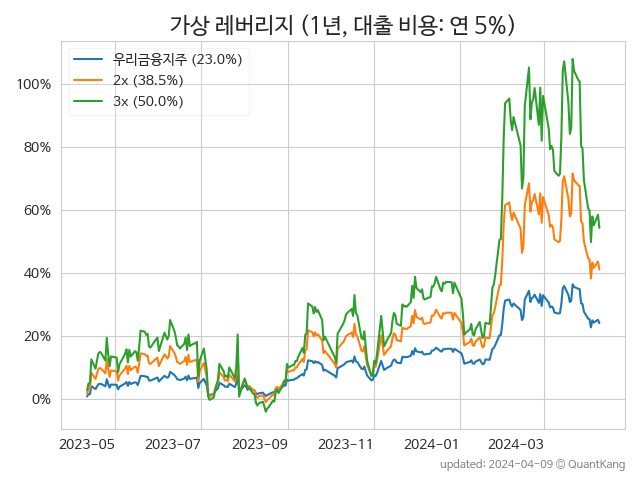 가상 레버리지 (1년, 대출 비용: 연 5%)
우리금융지주 (23.0%)
2x (38.5%)
3x (50.0%)
100%
80%
60%
40%
20%
0%
2023-05
2023-07
2023-09
2023-11
2024-01
2024-03
updated: 2024-04-09 © QuantKang